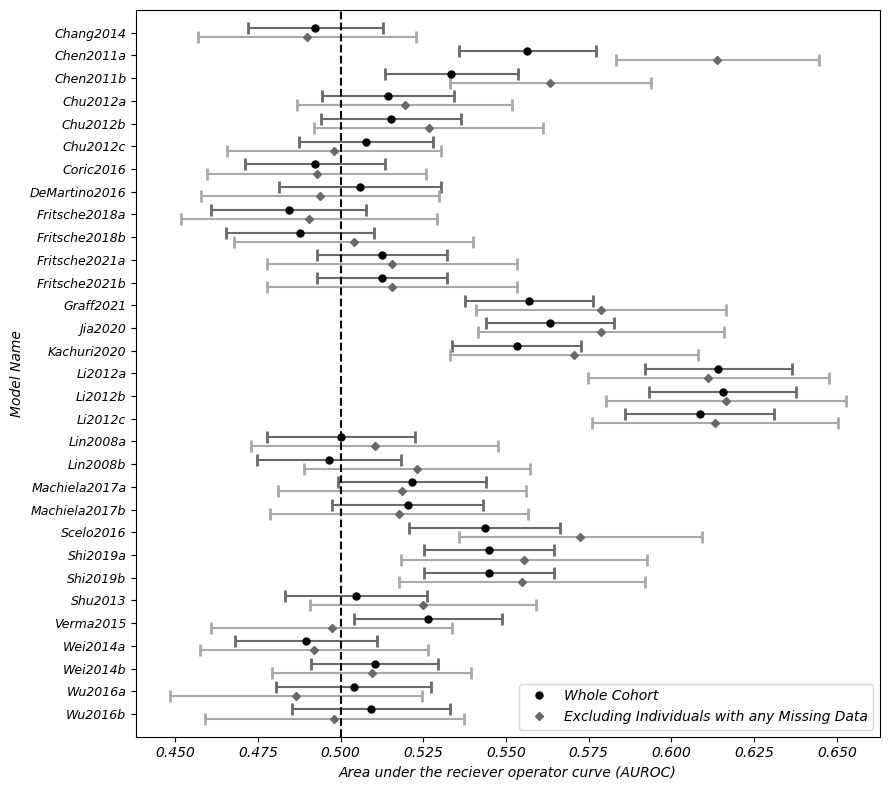 Chang2014
Chen2011a
Chen2011b
Chu2012a
Chu2012b
Chu2012c
Coric2016
DeMartino2016
Fritsche2018a
Fritsche2018b
Fritsche2021a
Fritsche2021b
Graff2021
Jia2020
Kachuri2020
Li2012a
Li2012b
Li2012c
Lin2008a
Lin2008b
Machiela2017a
Machiela2017b
Scelo2016
Shi2019a
Shi2019b
Shu2013
Verma2015
Wei2014a
Wei2014b
Wu2016a
Wu2016b
Model Name
Whole Cohort
Excluding Individuals with any Missing Data
0.450 0.475 0.500 0.525 0.550 0.575 0.600 0.625 0.650
Area under the reciever operator curve (AUROC)